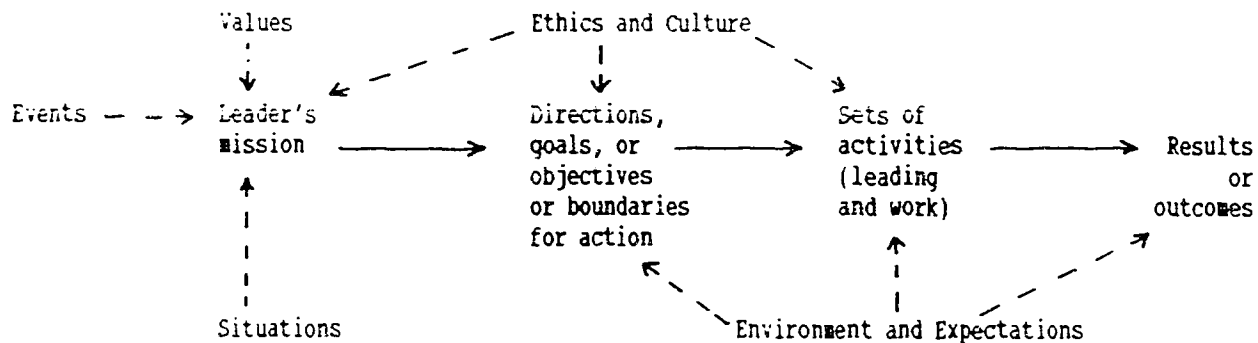 Values
Ethics and Culture
Events
Leader's
mission
Directions,
goals, or
objectives
or boundaries
for action
Sets of
activities
(leading
and work)
Results
or
outcomes
Situations
Environment and Expectations